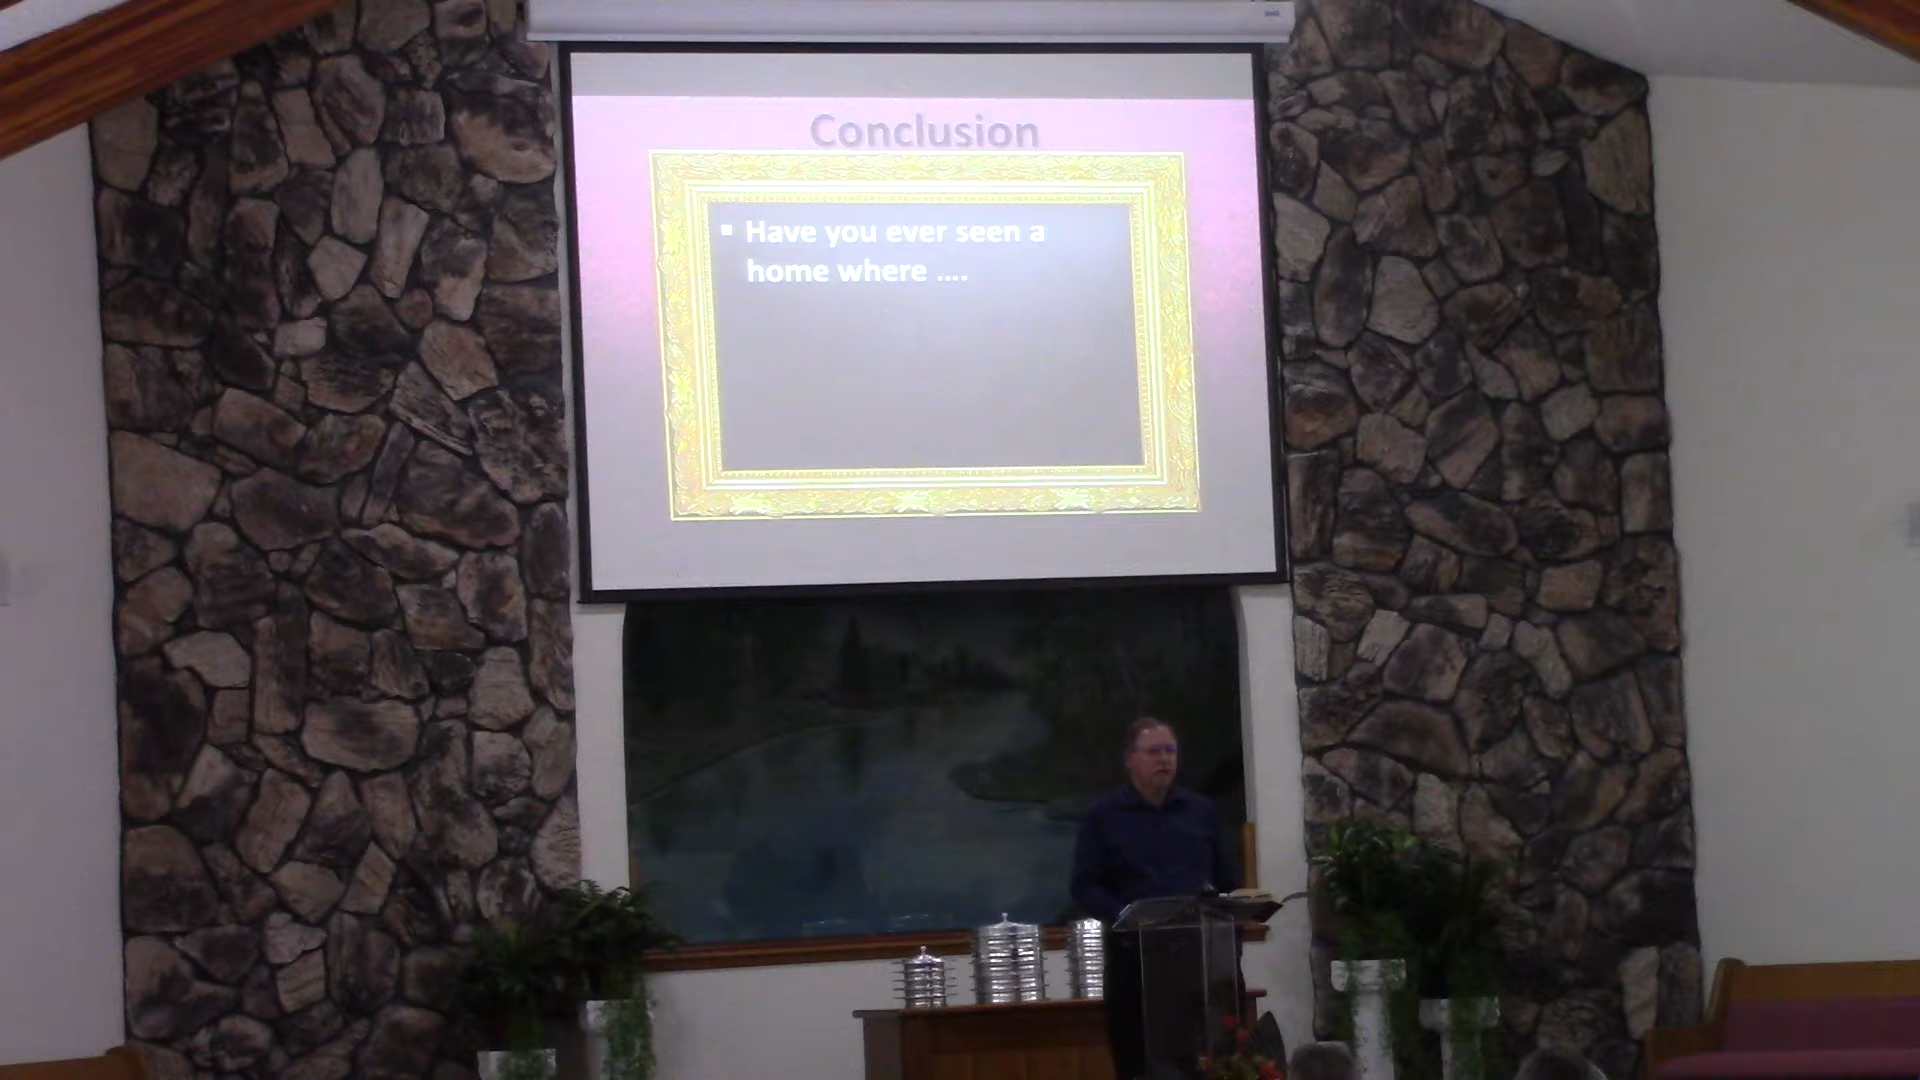 Conclusion
▪ Have you ever seen a
home where ....